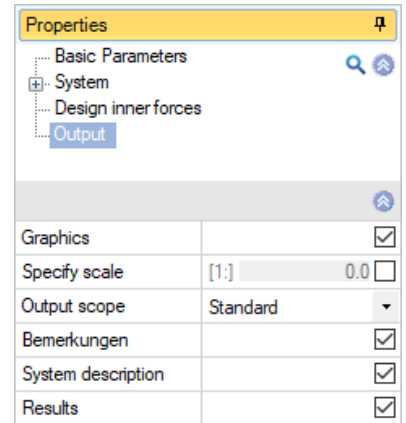 Properties
Basic Parameters
System
Design inner forces
Output
Graphics
Specify scale [1:] 0.0
Output scope Standard
Bemerkungen
System description
Results